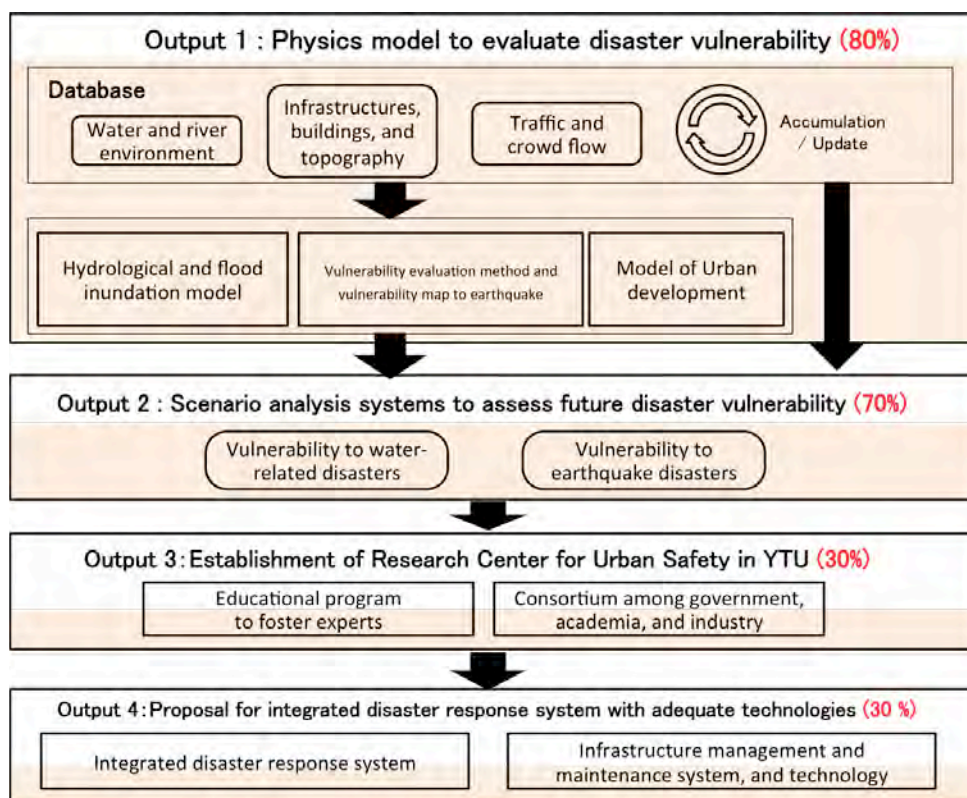 Output 1 : Physics model to evaluate disaster vulnerability (80%)
Database
Water and river
environment
Infrastructures,
buildings, and
topography
Traffic and
crowd flow
Accumulation
/ Update
Hydrological and flood
inundation model
Vulnerability evaluation method and
vulnerability map to earthquake
Model of Urban
development
Output 2 : Scenario analysis systems to assess future disaster vulnerability (70%)
Vulnerability to water-
related disasters
Vulnerability to
earthquake disasters
Output 3:Establishment of Research Center for Urban Safety in YTU (30%)
Educational program
to foster experts
Consortium among government,
academia, and industry
Output 4:Proposal for integrated disaster response system with adequate technologies (30 %)
Integrated disaster response system
Infrastructure management and
maintenance system, and technology